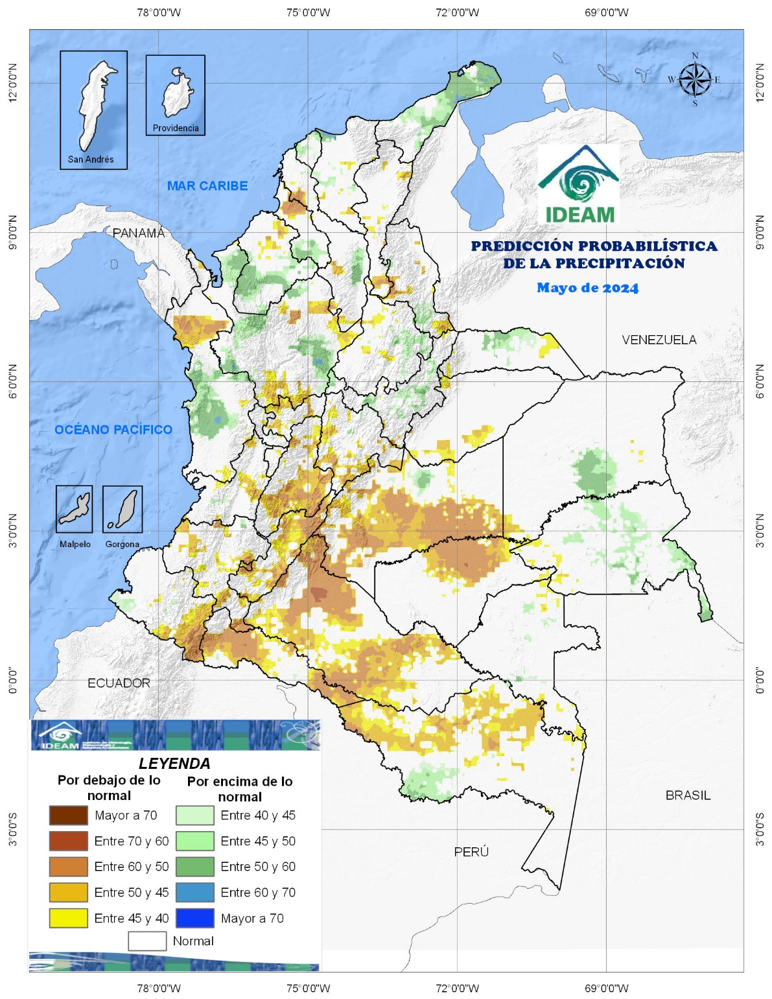 78°0'0"W
75°0'0"W
72°0'0"W
69°0'0"W
12°0'0"N
12°0'0"N
N
W
E
S
San Andrés
Providencia
MAR CARIBE
IDEAM
PANAMÁ
9°0'0"N
9°0'0"N
PREDICCIÓN PROBABILÍSTICA
DE LA PRECIPITACIÓN
Mayo de 2024
VENEZUELA
6°0'0"N
6°0'0"N
OCÉANO PACÍFICO
Malpelo
Gorgona
3°0'0"N
3°0'0"N
ECUADOR
0°0'0"
0°0'0"
IDEAM
Instituto de Hidrología,
Meteorología y
Estudios Ambientales
LEYENDA
Por debajo de lo
normal
Por encima de lo
normal
Mayor a 70
Entre 40 y 45
Entre 70 y 60
Entre 45 y 50
Entre 60 y 50
Entre 50 y 60
Entre 50 y 45
Entre 60 y 70
Entre 45 y 40
Mayor a 70
Normal
BRASIL
PERÚ
3°0'0"S
3°0'0"S
78°0'0"W
75°0'0"W
72°0'0"W
69°0'0"W